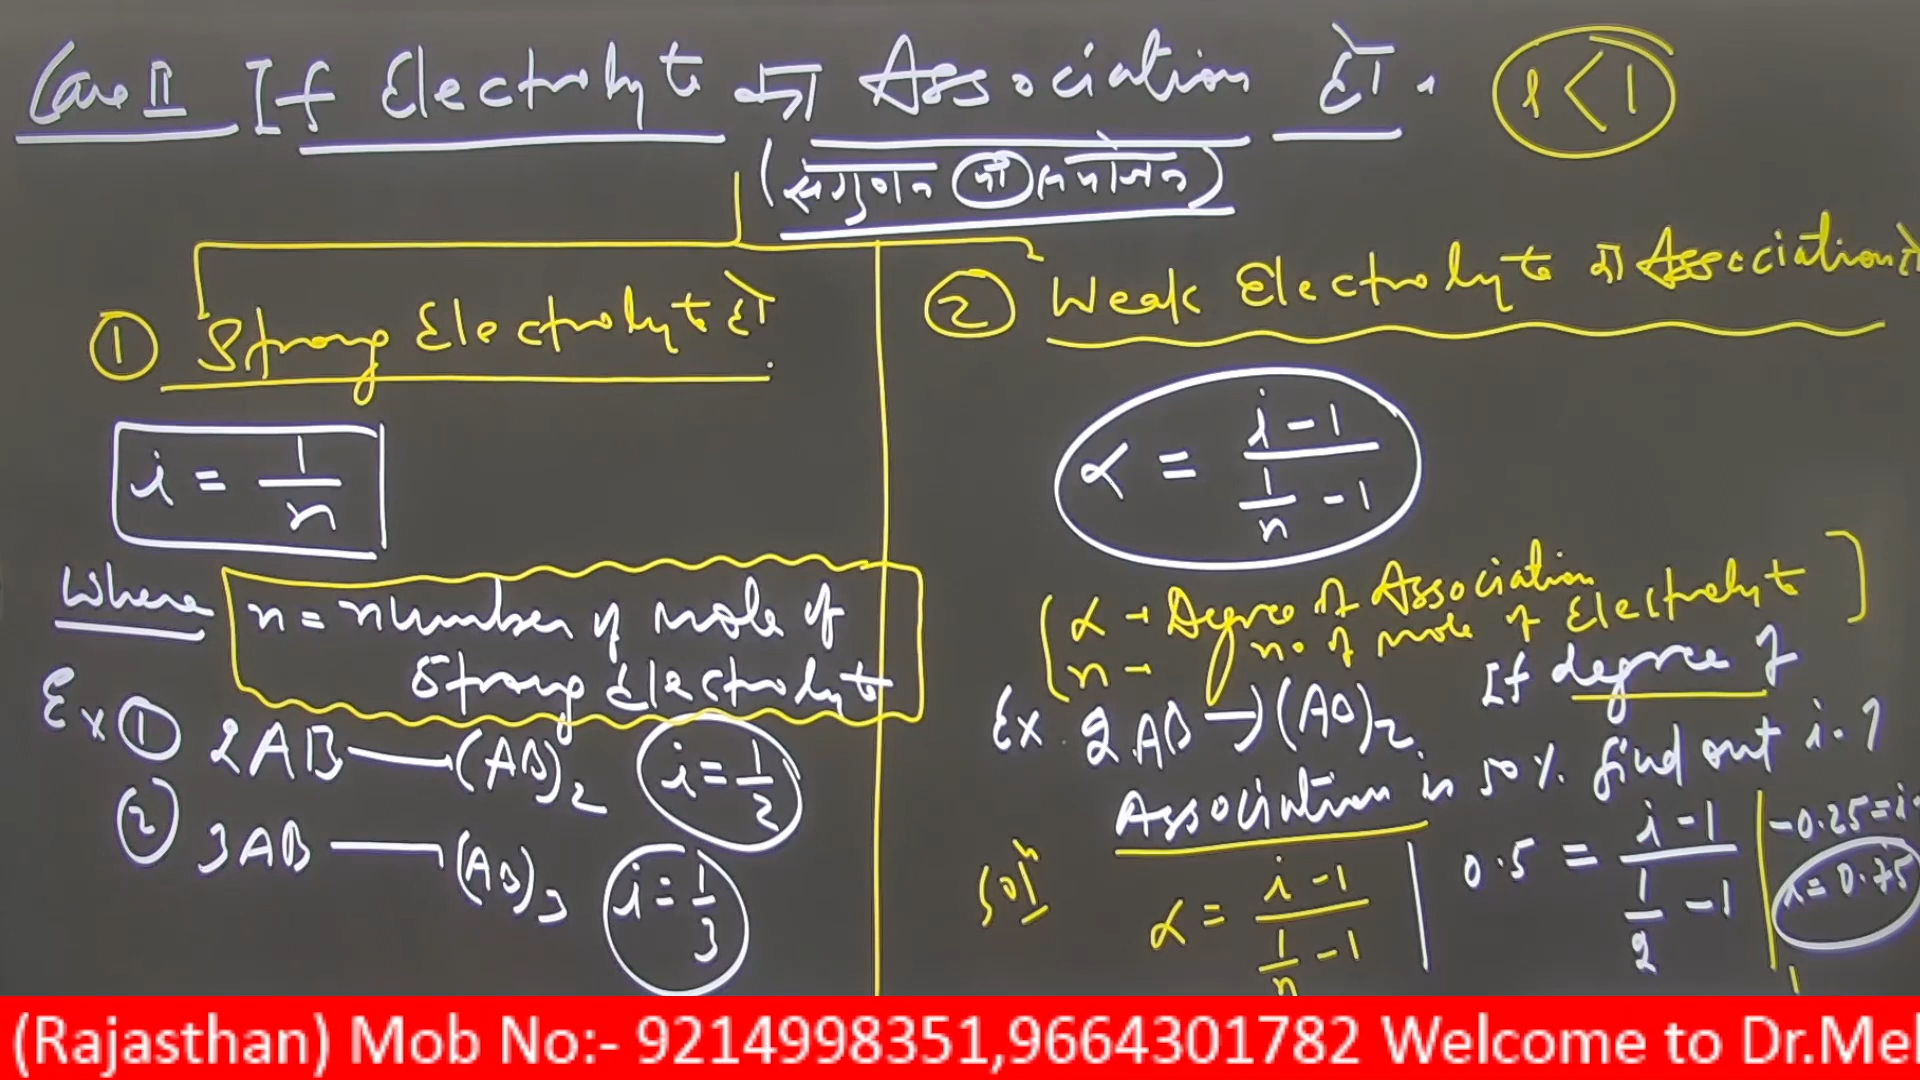 Case II If Electrolyte का Association हो. i < 1
(संगुणन या संयोजन)
① Strong Electrolyte हो.
i = 1/n
Where n = number of mole of
Strong Electrolyte
Ex ① 2AB → (AB)2 i = 1/2
② 3AB → (AB)3 i = 1/3
② Weak Electrolyte का Association हो
α = (i - 1)/(1/n - 1)
α → Degree of Association
n → no of mole of Electrolyte
Ex. 2AB → (AB)2. If degree of
Association is 50%. find out i. ?
Soln α = (i - 1)/(1/n - 1) | 0.5 = (i - 1)/(1/2 - 1) | -0.25 = i-
i = 0.75
(Rajasthan) Mob No:- 9214998351,9664301782 Welcome to Dr.Mel